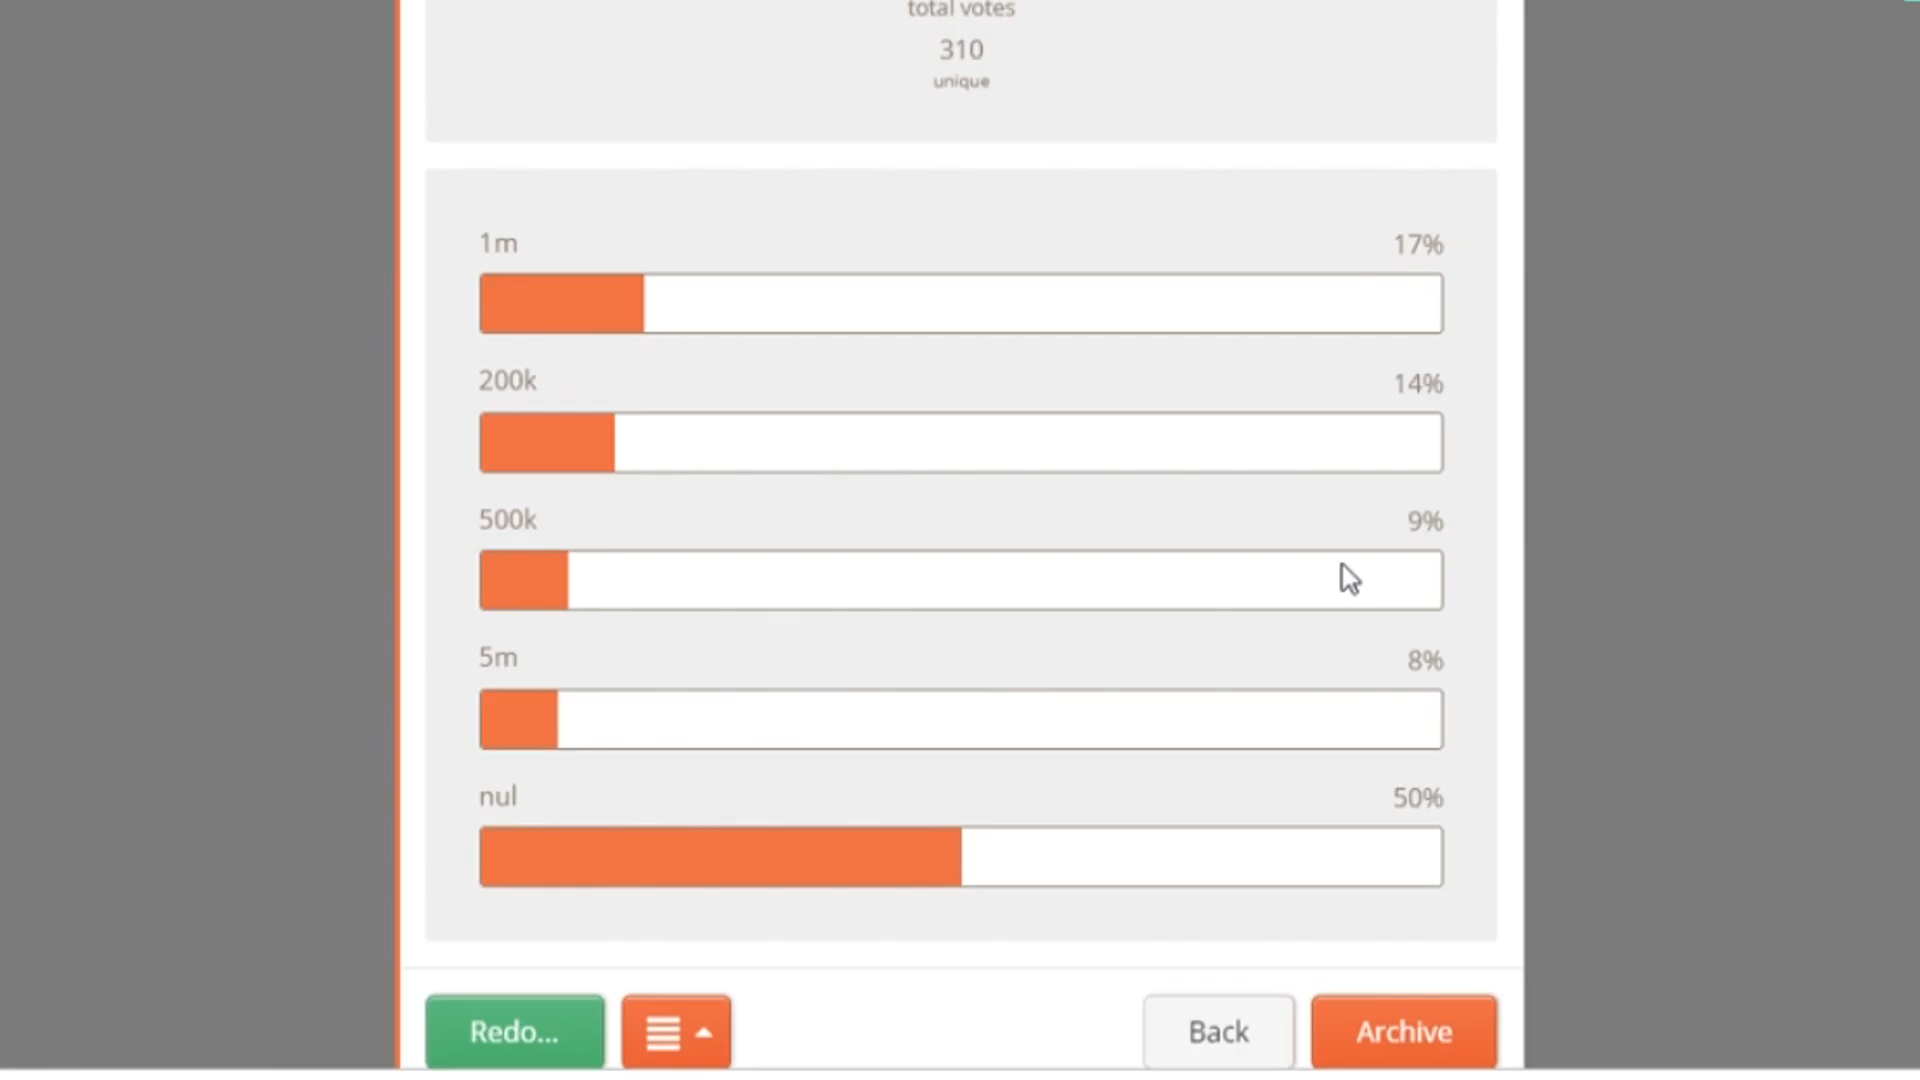 total votes
310
unique
1m 17%
200k 14%
500k 9%
5m 8%
nul 50%
Redo... Back Archive